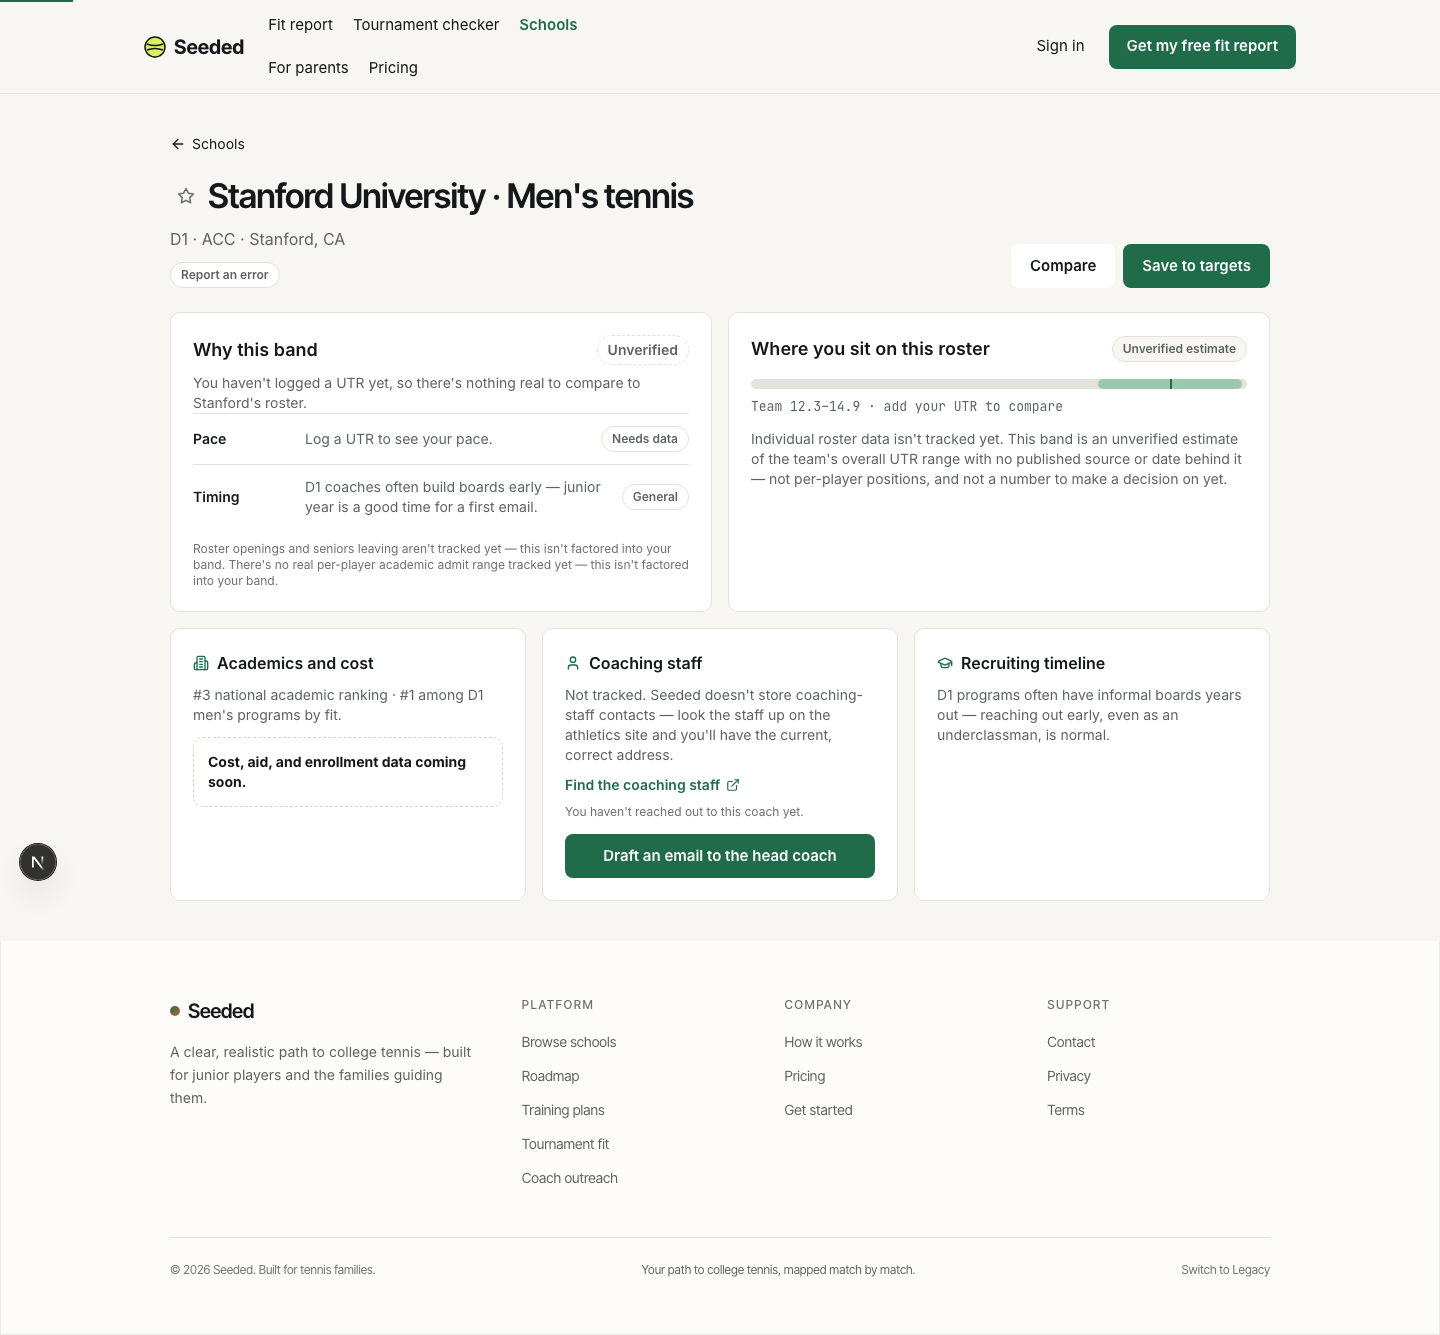 Seeded
Fit report
Tournament checker
Schools
For parents
Pricing
Sign in
Get my free fit report
Schools
Stanford University · Men's tennis
D1 · ACC · Stanford, CA
Report an error
Compare
Save to targets
Why this band
Unverified
You haven't logged a UTR yet, so there's nothing real to compare to
Stanford's roster.
Pace
Log a UTR to see your pace.
Needs data
Timing
D1 coaches often build boards early — junior
year is a good time for a first email.
General
Roster openings and seniors leaving aren't tracked yet — this isn't factored into your
band. There's no real per-player academic admit range tracked yet — this isn't factored
into your band.
Where you sit on this roster
Unverified estimate
Team 12.3–14.9 · add your UTR to compare
Individual roster data isn't tracked yet. This band is an unverified estimate
of the team's overall UTR range with no published source or date behind it
— not per-player positions, and not a number to make a decision on yet.
Academics and cost
#3 national academic ranking · #1 among D1
men's programs by fit.
Cost, aid, and enrollment data coming
soon.
Coaching staff
Not tracked. Seeded doesn't store coaching-
staff contacts — look the staff up on the
athletics site and you'll have the current,
correct address.
Find the coaching staff
You haven't reached out to this coach yet.
Draft an email to the head coach
Recruiting timeline
D1 programs often have informal boards years
out — reaching out early, even as an
underclassman, is normal.
N
Seeded
A clear, realistic path to college tennis — built
for junior players and the families guiding
them.
PLATFORM
Browse schools
Roadmap
Training plans
Tournament fit
Coach outreach
COMPANY
How it works
Pricing
Get started
SUPPORT
Contact
Privacy
Terms
© 2026 Seeded. Built for tennis families.
Your path to college tennis, mapped match by match.
Switch to Legacy